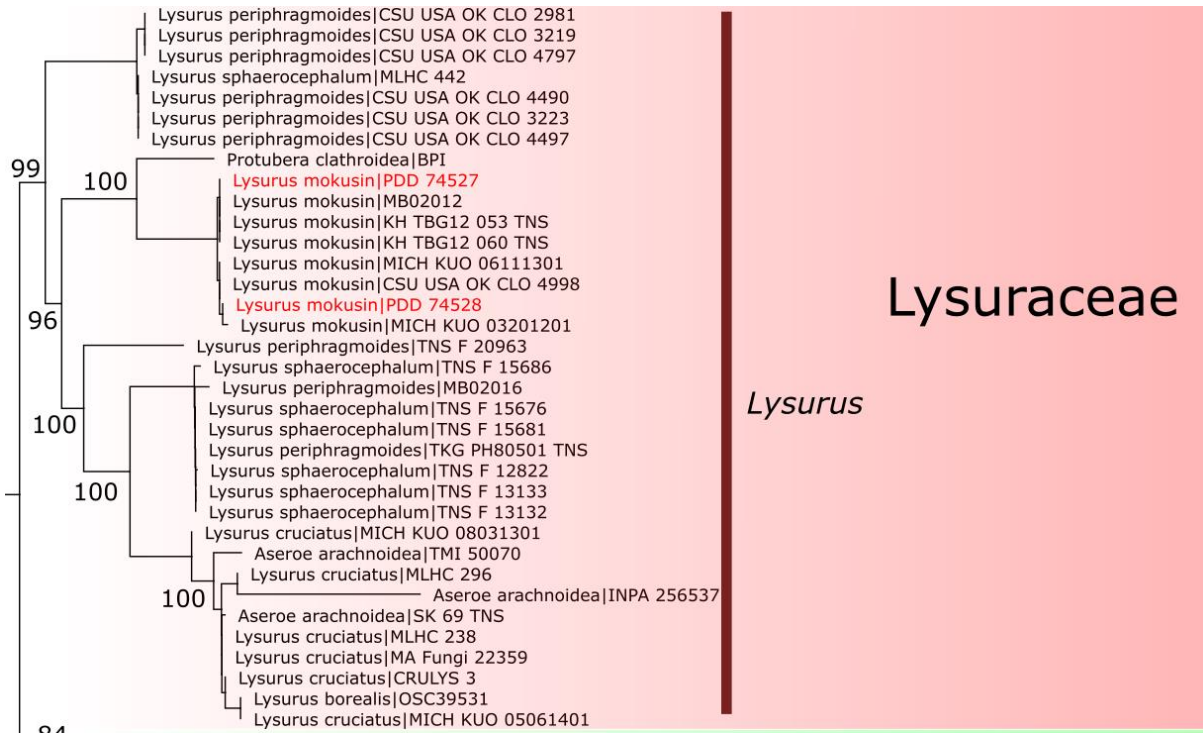 Lysurus periphragmoides|CSU USA OK CLO 2981
Lysurus periphragmoides|CSU USA OK CLO 3219
Lysurus periphragmoides|CSU USA OK CLO 4797
Lysurus sphaerocephalum|MLHC 442
Lysurus periphragmoides|CSU USA OK CLO 4490
Lysurus periphragmoides|CSU USA OK CLO 3223
Lysurus periphragmoides|CSU USA OK CLO 4497
Protubera clathroidea|BPI
99
100
Lysurus mokusin|PDD 74527
Lysurus mokusin|MB02012
Lysurus mokusin|KH TBG12 053 TNS
Lysurus mokusin|KH TBG12 060 TNS
Lysurus mokusin|MICH KUO 06111301
Lysurus mokusin|CSU USA OK CLO 4998
Lysuraceae
Lysurus mokusin|PDD 74528
96
Lysurus mokusin|MICH KUO 03201201
Lysurus periphragmoides|TNS F 20963
Lysurus sphaerocephalum|TNS F 15686
Lysurus periphragmoides|MB02016
Lysurus
Lysurus sphaerocephalum|TNS F 15676
100
Lysurus sphaerocephalum|TNS F 15681
Lysurus periphragmoides|TKG PH80501 TNS
Lysurus sphaerocephalum|TNS F 12822
100
Lysurus sphaerocephalum|TNS F 13133
Lysurus sphaerocephalum|TNS F 13132
Lysurus cruciatus|MICH KUO 08031301
Aseroe arachnoidea|TMI 50070
Lysurus cruciatus|MLHC 296
100
Aseroe arachnoidea|INPA 256537
Aseroe arachnoidea|SK 69 TNS
Lysurus cruciatus|MLHC 238
Lysurus cruciatus|MA Fungi 22359
Lysurus cruciatus|CRULYS 3
Lysurus borealis|OSC39531
Lysurus cruciatus|MICH KUO 05061401